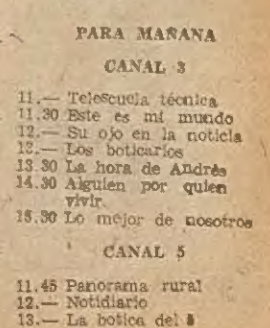 PARA MAÑANA
CANAL 3
11.— Telescuela técnica
11.30 Este es mi mundo
12.— Su ojo en la noticia
12.— Los boticarios
13.30 La hora de Andrés
14.30 Alguien por quien
vivir.
15.30 Lo mejor de nosotros
CANAL 5
11.45 Panorama rural
12.— Notidiario
13.— La botica del 5